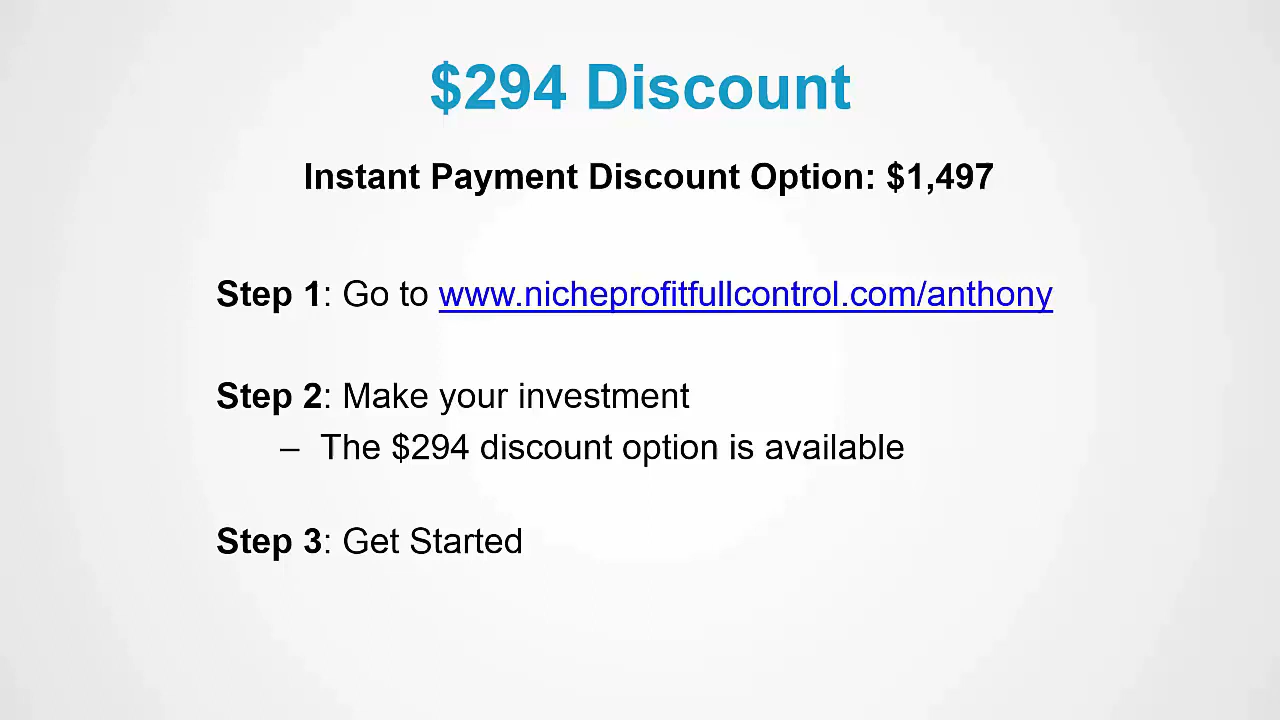 $294 Discount
Instant Payment Discount Option: $1,497
Step 1: Go to www.nicheprofitfullcontrol.com/anthony
Step 2: Make your investment
– The $294 discount option is available
Step 3: Get Started